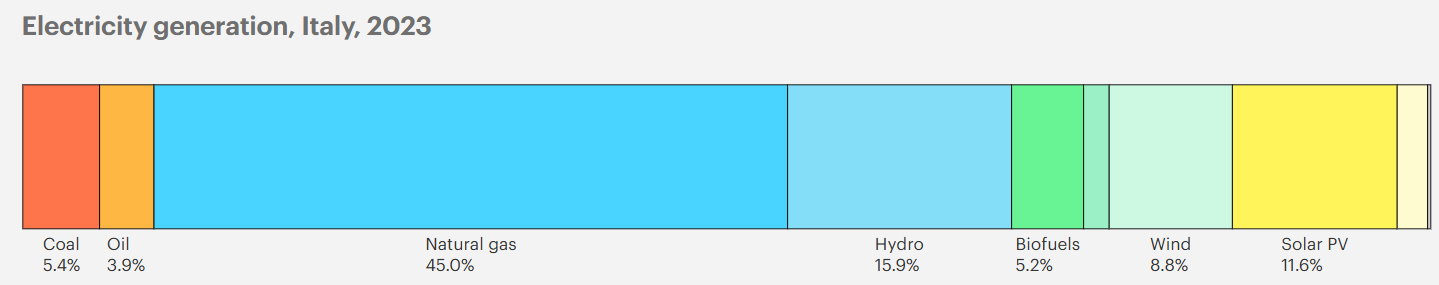 Electricity generation, Italy, 2023
Coal Oil Natural gas Hydro Biofuels Wind Solar PV
5.4% 3.9% 45.0% 15.9% 5.2% 8.8% 11.6%